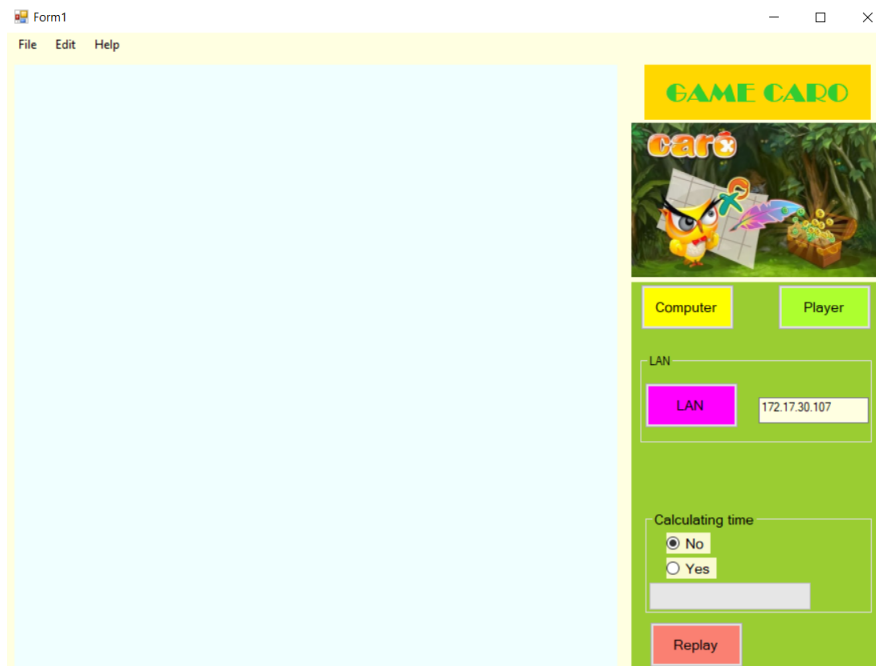 Form1
File Edit Help
GAME CARO
carô
Computer Player
LAN
LAN 172.17.30.107
Calculating time
No
Yes
Replay